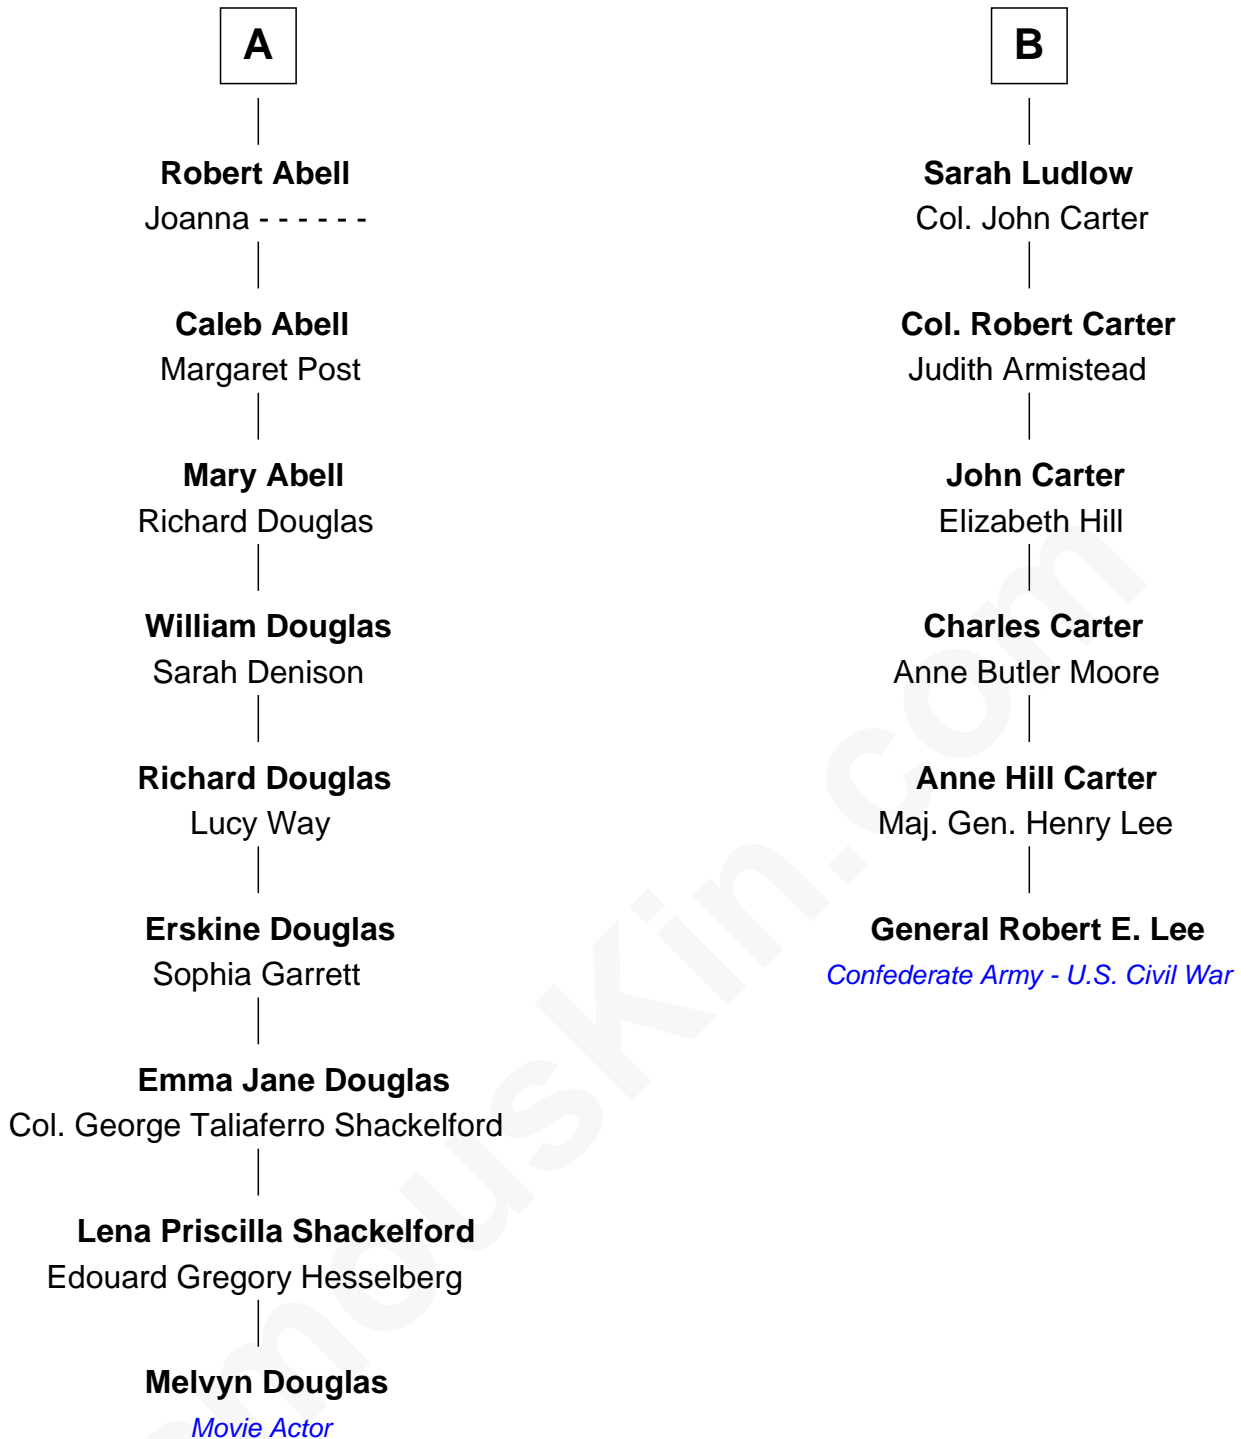 A
Robert Abell
Joanna - - - - - -
Caleb Abell
Margaret Post
Mary Abell
Richard Douglas
William Douglas
Sarah Denison
Richard Douglas
Lucy Way
Erskine Douglas
Sophia Garrett
Emma Jane Douglas
Col. George Taliaferro Shackelford
Lena Priscilla Shackelford
Edouard Gregory Hesselberg
Melvyn Douglas
Movie Actor
B
Sarah Ludlow
Col. John Carter
Col. Robert Carter
Judith Armistead
John Carter
Elizabeth Hill
Charles Carter
Anne Butler Moore
Anne Hill Carter
Maj. Gen. Henry Lee
General Robert E. Lee
Confederate Army - U.S. Civil War
mousKin.com